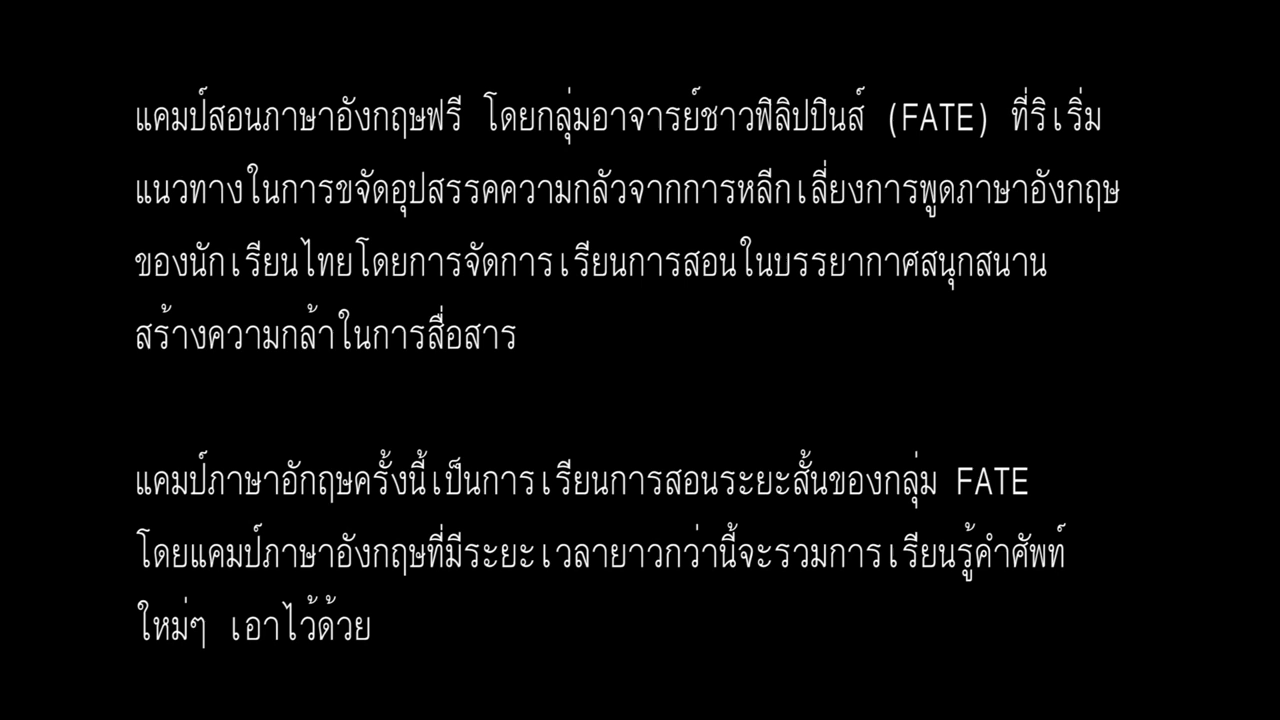 แคมป์สอนภาษาอังกฤษฟรี โดยกลุ่มอาจารย์ชาวฟิลิปปินส์ (FATE) ที่ริเริ่ม
แนวทางในการขจัดอุปสรรคความกลัวจากการหลีกเลี่ยงการพูดภาษาอังกฤษ
ของนักเรียนไทยโดยการจัดการเรียนการสอนในบรรยากาศสนุกสนาน
สร้างความกล้าในการสื่อสาร
แคมป์ภาษาอักฤษครั้งนี้เป็นการเรียนการสอนระยะสั้นของกลุ่ม FATE
โดยแคมป์ภาษาอังกฤษที่มีระยะเวลายาวกว่านี้จะรวมการเรียนรู้คำศัพท์
ใหม่ๆ เอาไว้ด้วย